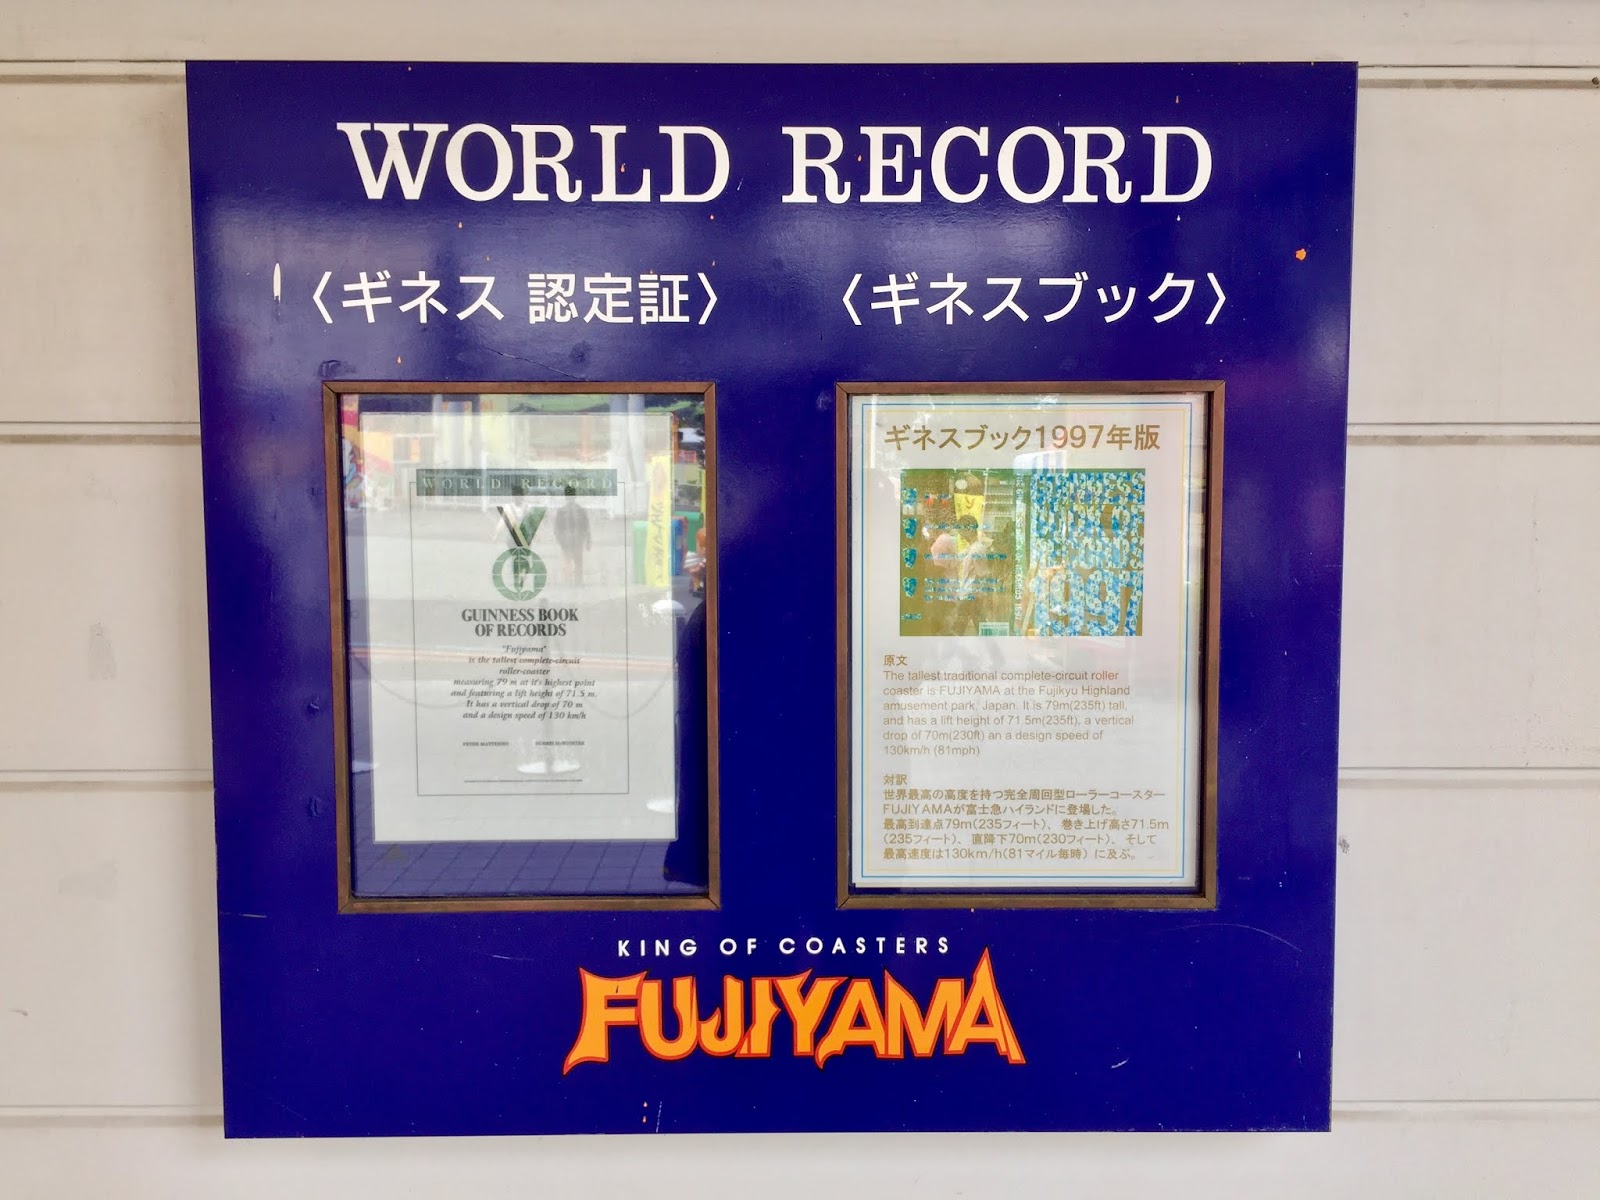 WORLD RECORD
〈ギネス 認定証〉
〈ギネスブック〉
WORLD RECORD
G
GUINNESS BOOK
OF RECORDS
"Fujiyama"
is the tallest complete-circuit
roller-coaster
measuring 79 m at it's highest point
and featuring a lift height of 71.5 m.
It has a vertical drop of 70 m
and a design speed of 130 km/h
ギネスブック1997年版
GUINNESS
RECORDS
1997
原文
The tallest traditional complete-circuit roller
coaster is FUJIYAMA at the Fujikyu Highland
amusement park, Japan. It is 79m(235ft) tall,
and has a lift height of 71.5m(235ft), a vertical
drop of 70m(230ft) an a design speed of
130km/h (81mph)
対訳
世界最高の高度を持つ完全周回型ローラーコースター
FUJIYAMAが富士急ハイランドに登場した。
最高到達点79m(235フィート)、巻き上げ高さ71.5m
(235フィート)、直降下70m(230フィート)、そして
最高速度は130km/h(81マイル毎時) に及ぶ。
KING OF COASTERS
FUJIYAMA